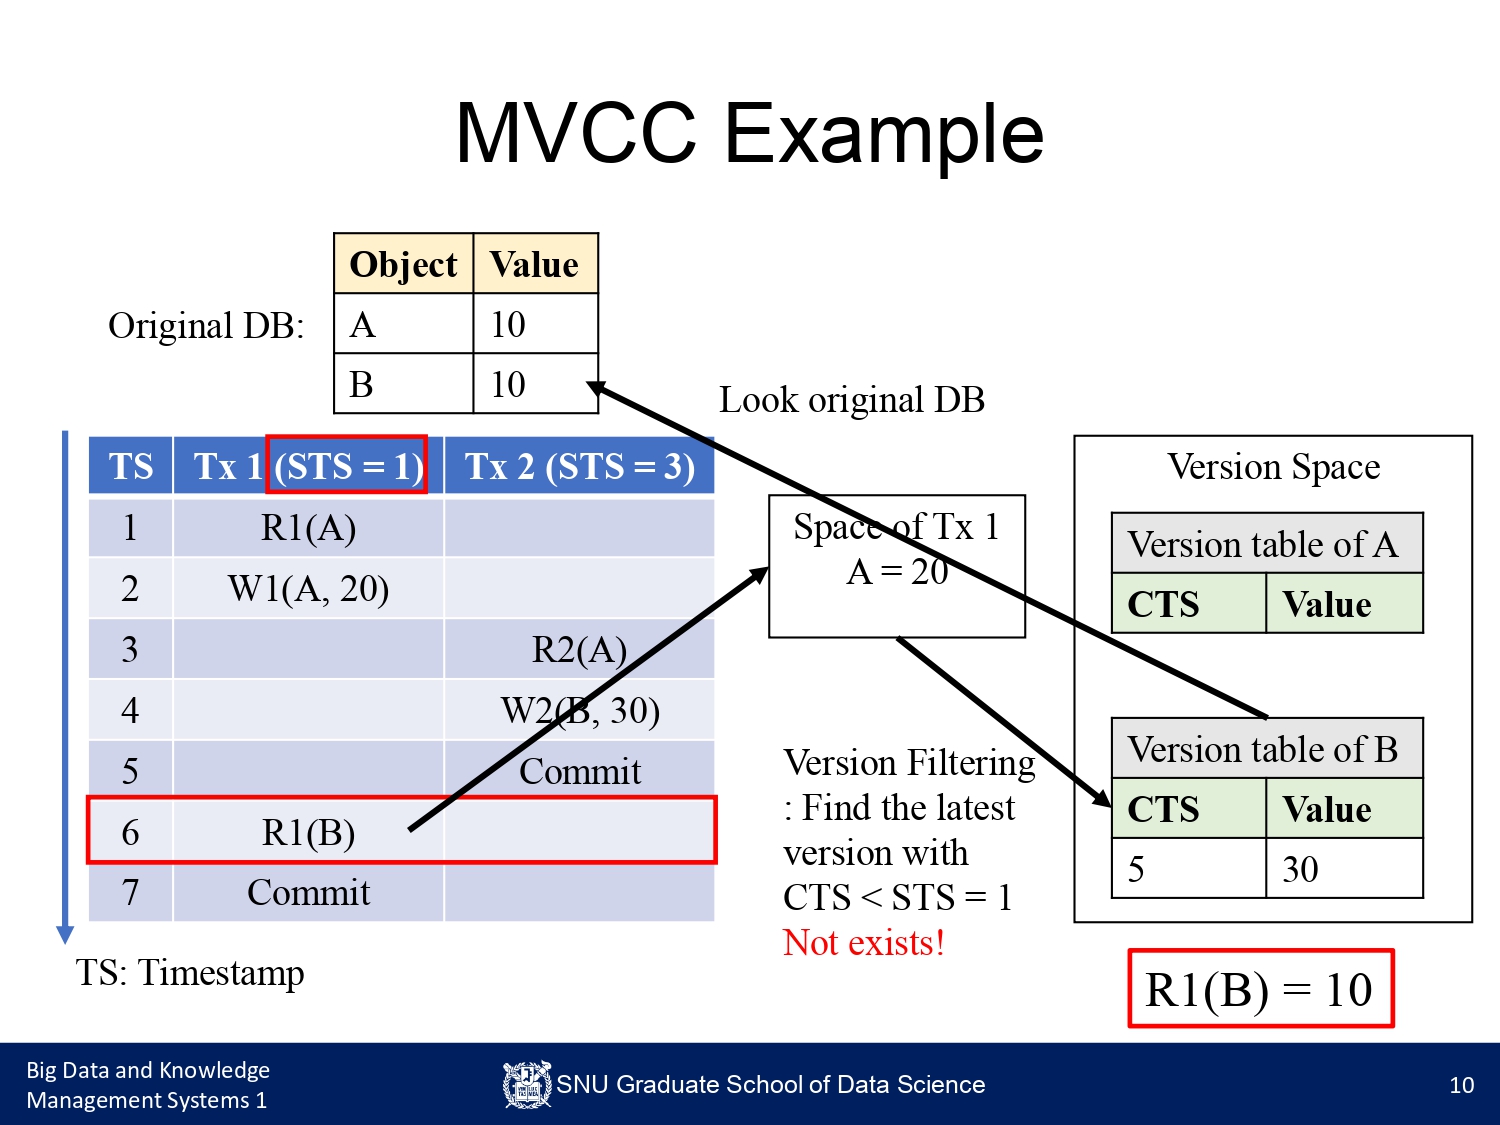 MVCC Example
Object Value
Original DB:
A 10
B 10
Look original DB
TS Tx 1 (STS = 1) Tx 2 (STS = 3)
1 R1(A)
2 W1(A, 20)
3 R2(A)
4 W2(B, 30)
5 Commit
6 R1(B)
7 Commit
TS: Timestamp
Space of Tx 1
A = 20
Version Filtering
: Find the latest
version with
CTS < STS = 1
Not exists!
Version Space
Version table of A
CTS Value
Version table of B
CTS Value
5 30
R1(B) = 10
Big Data and Knowledge
Management Systems 1
SNU Graduate School of Data Science
10